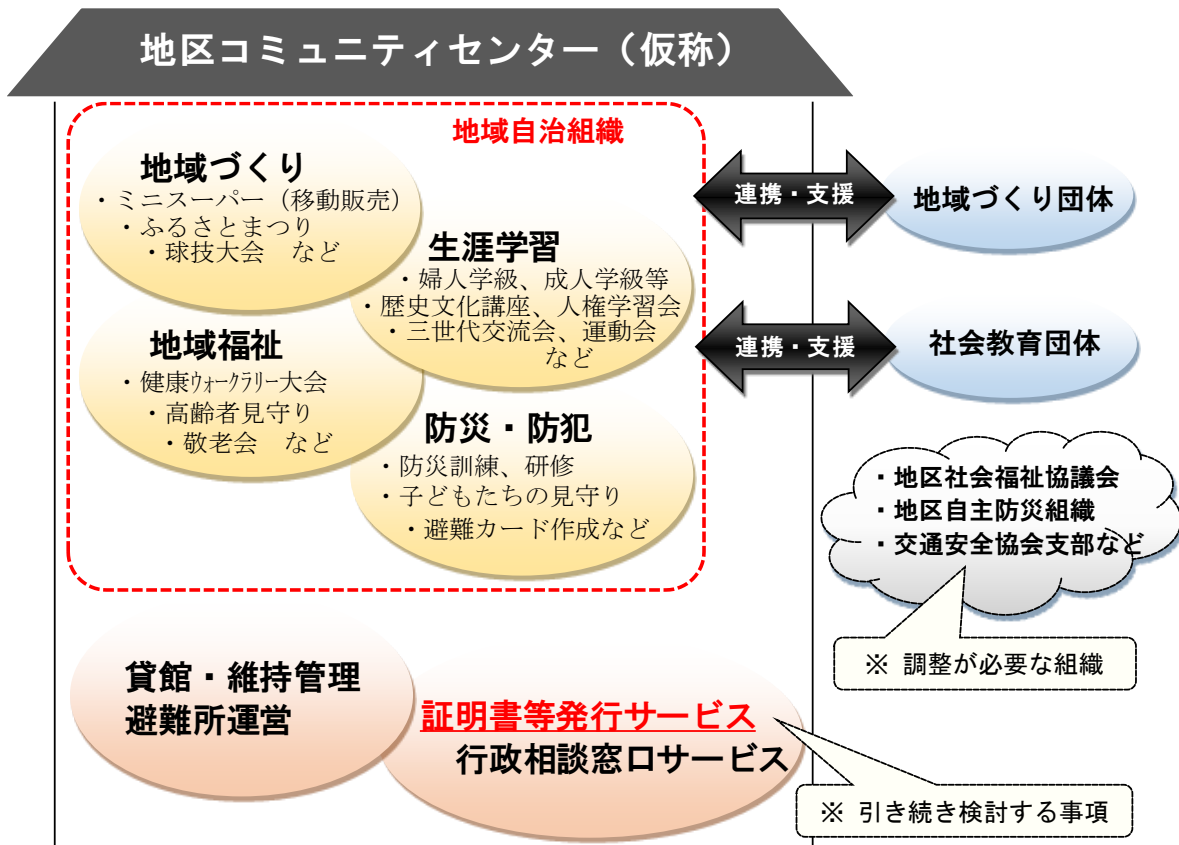 地区コミュニティセンター（仮称）
地域自治組織
地域づくり
・ミニスーパー（移動販売）
・ふるさとまつり
・球技大会　など
生涯学習
・婦人学級、成人学級等
・歴史文化講座、人権学習会
・三世代交流会、運動会
など
地域福祉
・健康ｳｫｰｸﾗﾘｰ大会
・高齢者見守り
・敬老会　など
防災・防犯
・防災訓練、研修
・子どもたちの見守り
・避難カード作成など
連携・支援
地域づくり団体
連携・支援
社会教育団体
・地区社会福祉協議会
・地区自主防災組織
・交通安全協会支部など
※ 調整が必要な組織
貸館・維持管理
避難所運営
証明書等発行サービス
行政相談窓口サービス
※ 引き続き検討する事項